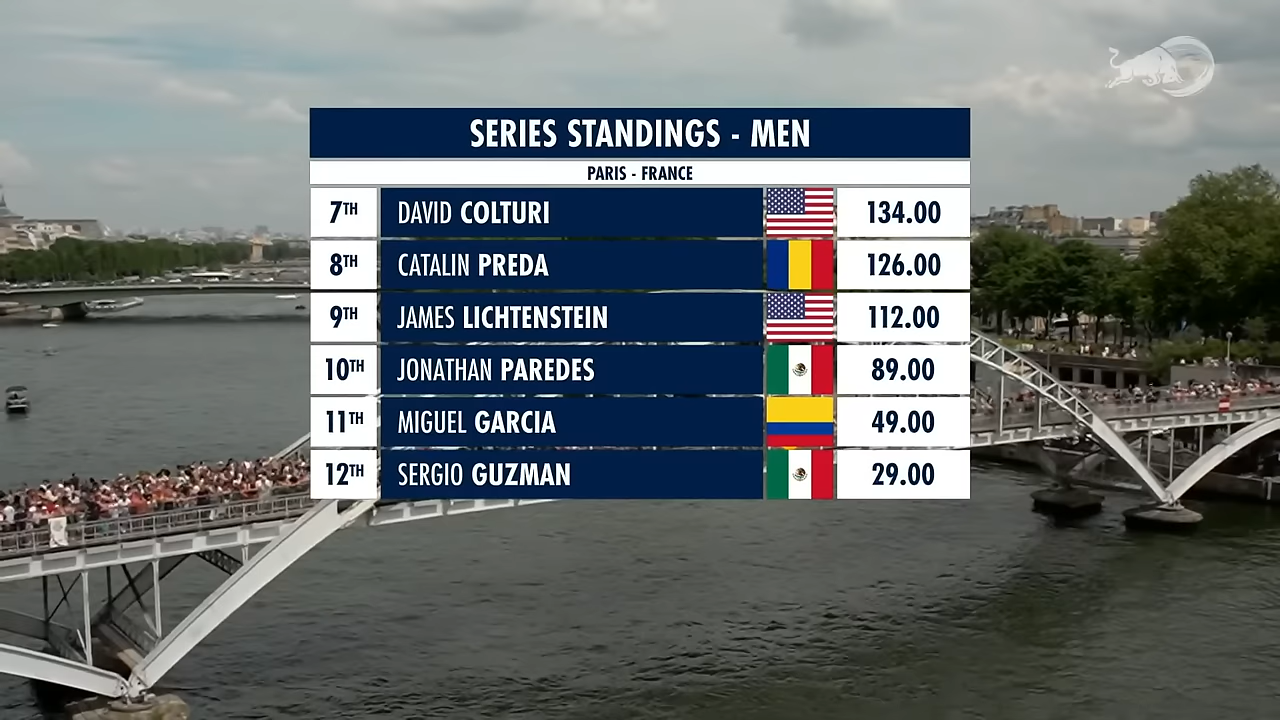 SERIES STANDINGS - MEN
PARIS - FRANCE
7TH DAVID COLTURI 134.00
8TH CATALIN PREDA 126.00
9TH JAMES LICHTENSTEIN 112.00
10TH JONATHAN PAREDES 89.00
11TH MIGUEL GARCIA 49.00
12TH SERGIO GUZMAN 29.00